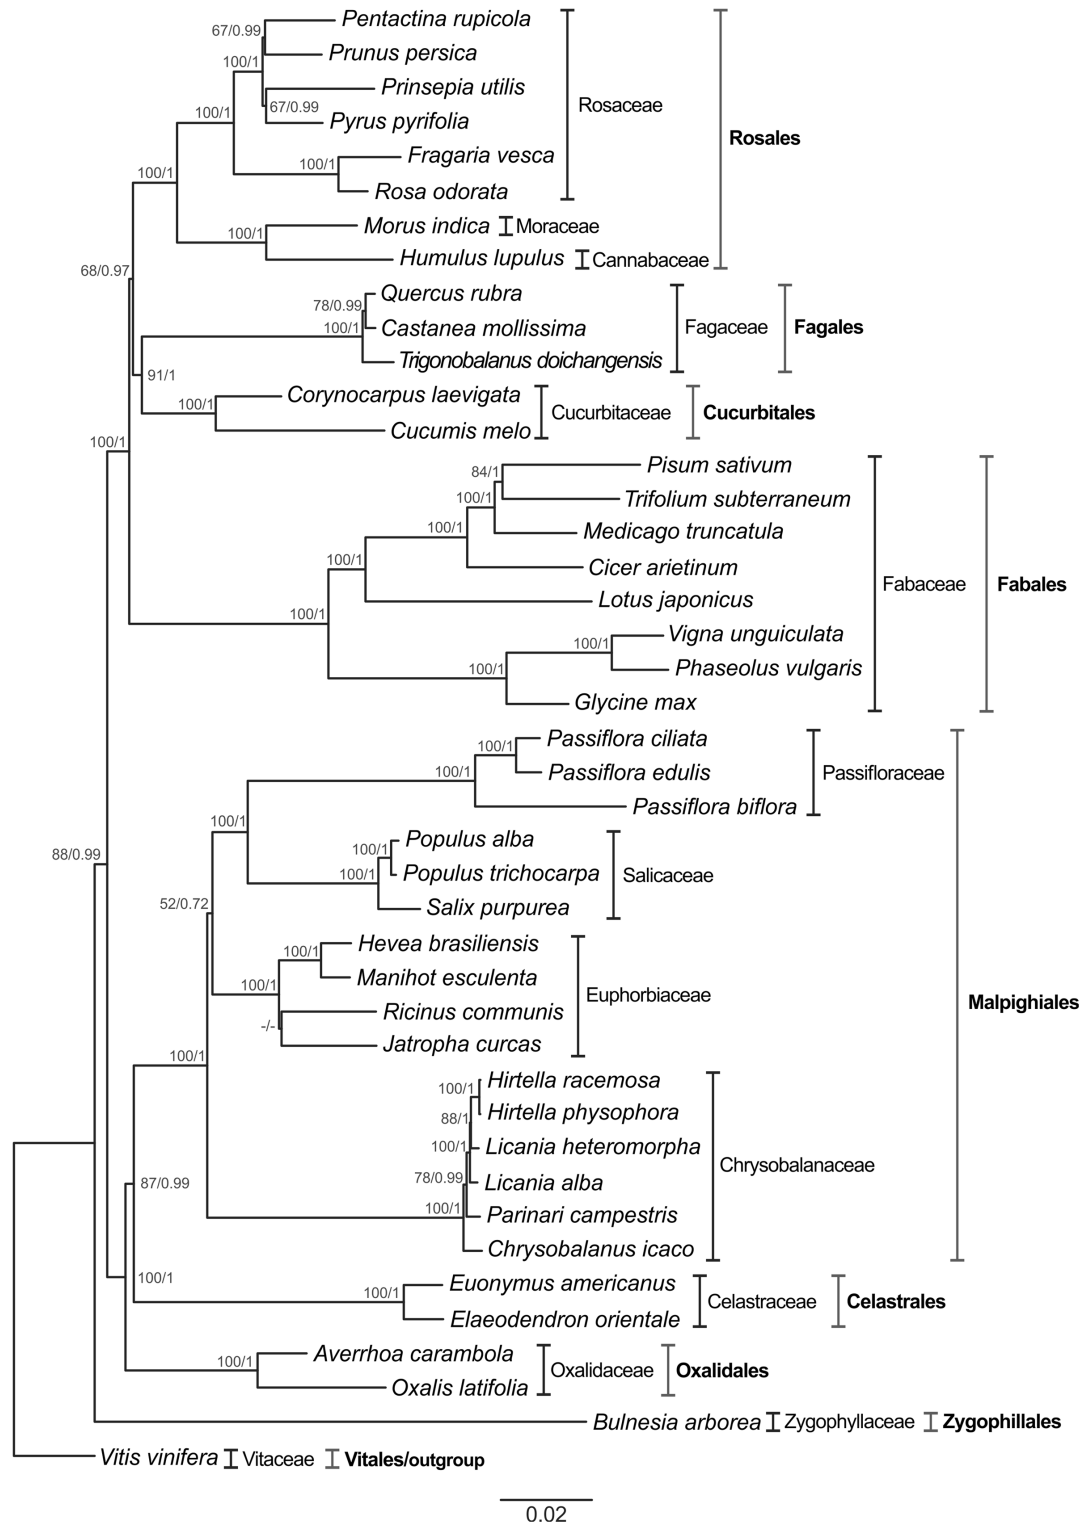 Pentactina rupicola
67/0.99
Prunus persica
100/1
Prinsepia utilis
Rosaceae
67/0.99
100/1
Pyrus pyrifolia
Rosales
Fragaria vesca
100/1
100/1
Rosa odorata
Morus indica
Moraceae
100/1
Humulus lupulus
Cannabaceae
68/0.97
Quercus rubra
78/0.99
100/1
Castanea mollissima
Fagaceae
Fagales
Trigonobalanus doichangensis
91/1
Corynocarpus laevigata
100/1
Cucurbitaceae
Cucurbitales
Cucumis melo
100/1
Pisum sativum
84/1
Trifolium subterraneum
100/1
100/1
Medicago truncatula
100/1
Cicer arietinum
Fabaceae
Fabales
Lotus japonicus
100/1
Vigna unguiculata
100/1
100/1
Phaseolus vulgaris
Glycine max
Passiflora ciliata
100/1
100/1
Passiflora edulis
Passifloraceae
Passiflora biflora
100/1
Populus alba
88/0.99
100/1
100/1
Populus trichocarpa
Salicaceae
52/0.72
Salix purpurea
Hevea brasiliensis
100/1
Manihot esculenta
100/1
Euphorbiaceae
Malpighiales
Ricinus communis
-/-
Jatropha curcas
100/1
Hirtella racemosa
100/1
Hirtella physophora
88/1
100/1
Licania heteromorpha
Chrysobalanaceae
78/0.99
87/0.99
Licania alba
100/1
Parinari campestris
Chrysobalanus icaco
100/1
Euonymus americanus
100/1
Celastraceae
Celastrales
Elaeodendron orientale
Averrhoa carambola
100/1
Oxalidaceae
Oxalidales
Oxalis latifolia
Bulnesia arborea
Zygophyllaceae
Zygophillales
Vitis vinifera
Vitaceae
Vitales/outgroup
0.02